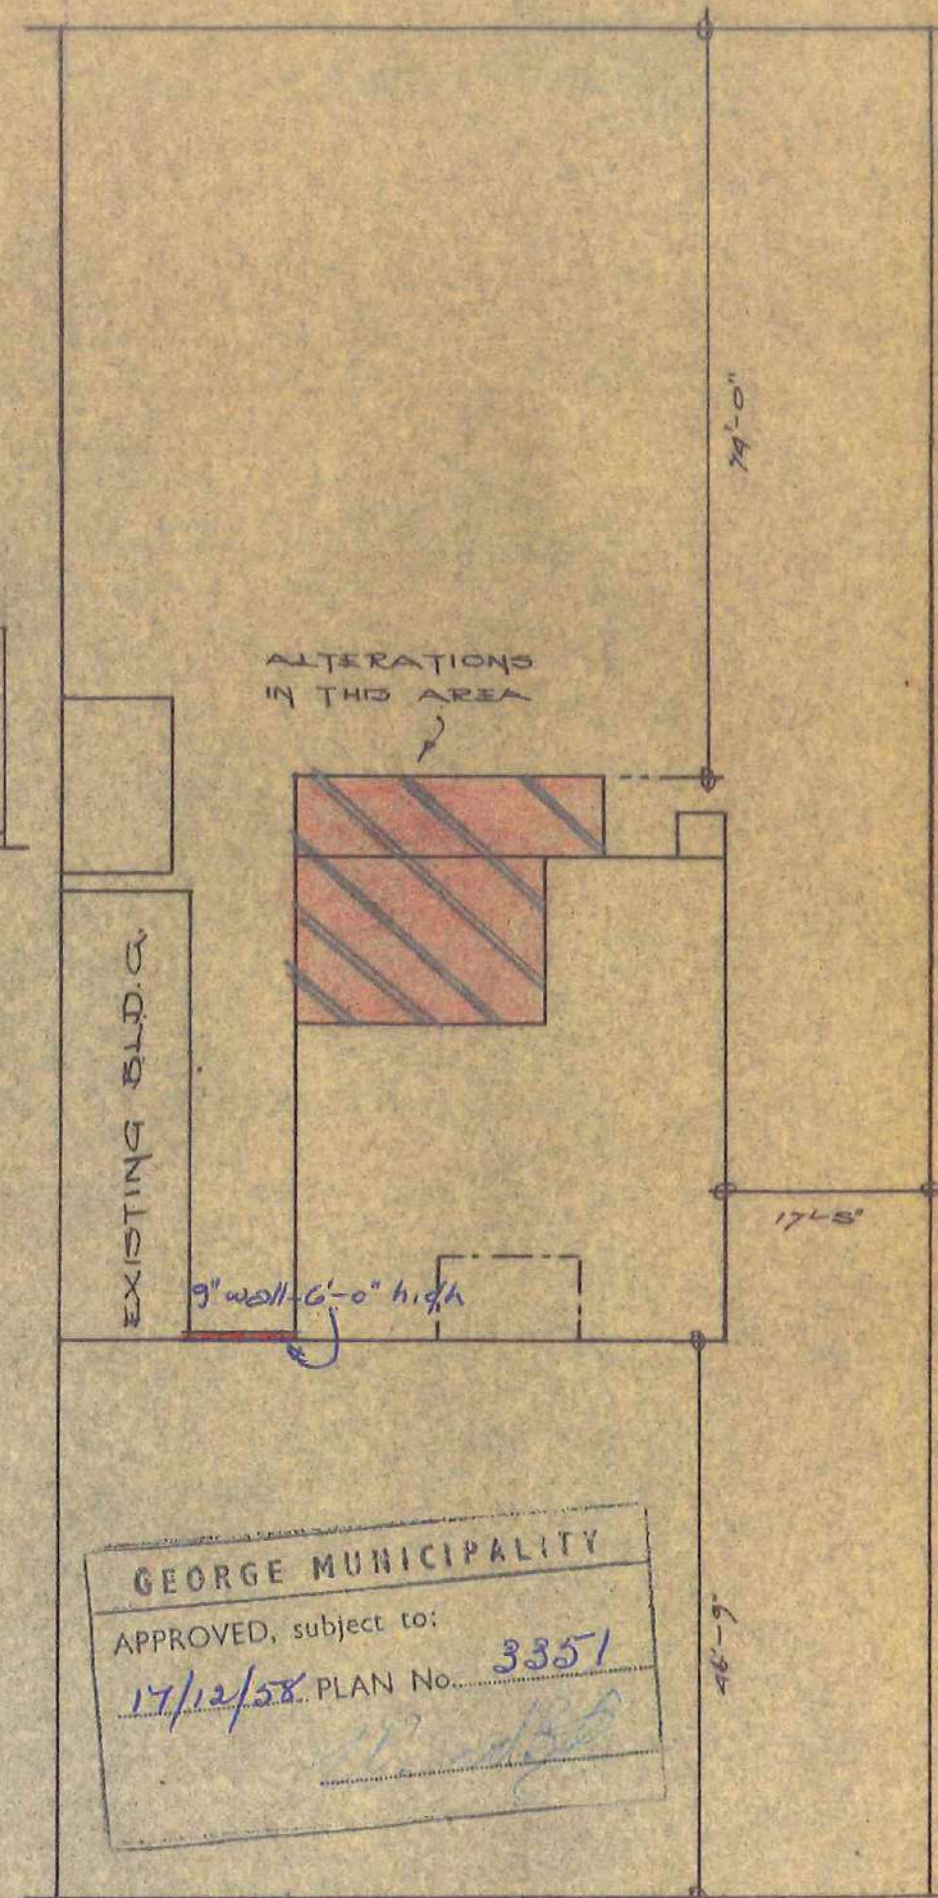 74'-0"
ALTERATIONS
IN THIS AREA
EXISTING BLD.G.
17'-5"
9" wall 6'-0" high
GEORGE MUNICIPALITY
APPROVED, subject to:
17/12/58 PLAN No. 3351
46'-9"